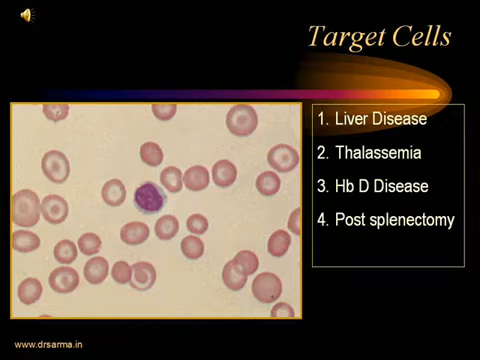 Target Cells
1. Liver Disease
2. Thalassemia
3. Hb D Disease
4. Post splenectomy
www.drsarma.in